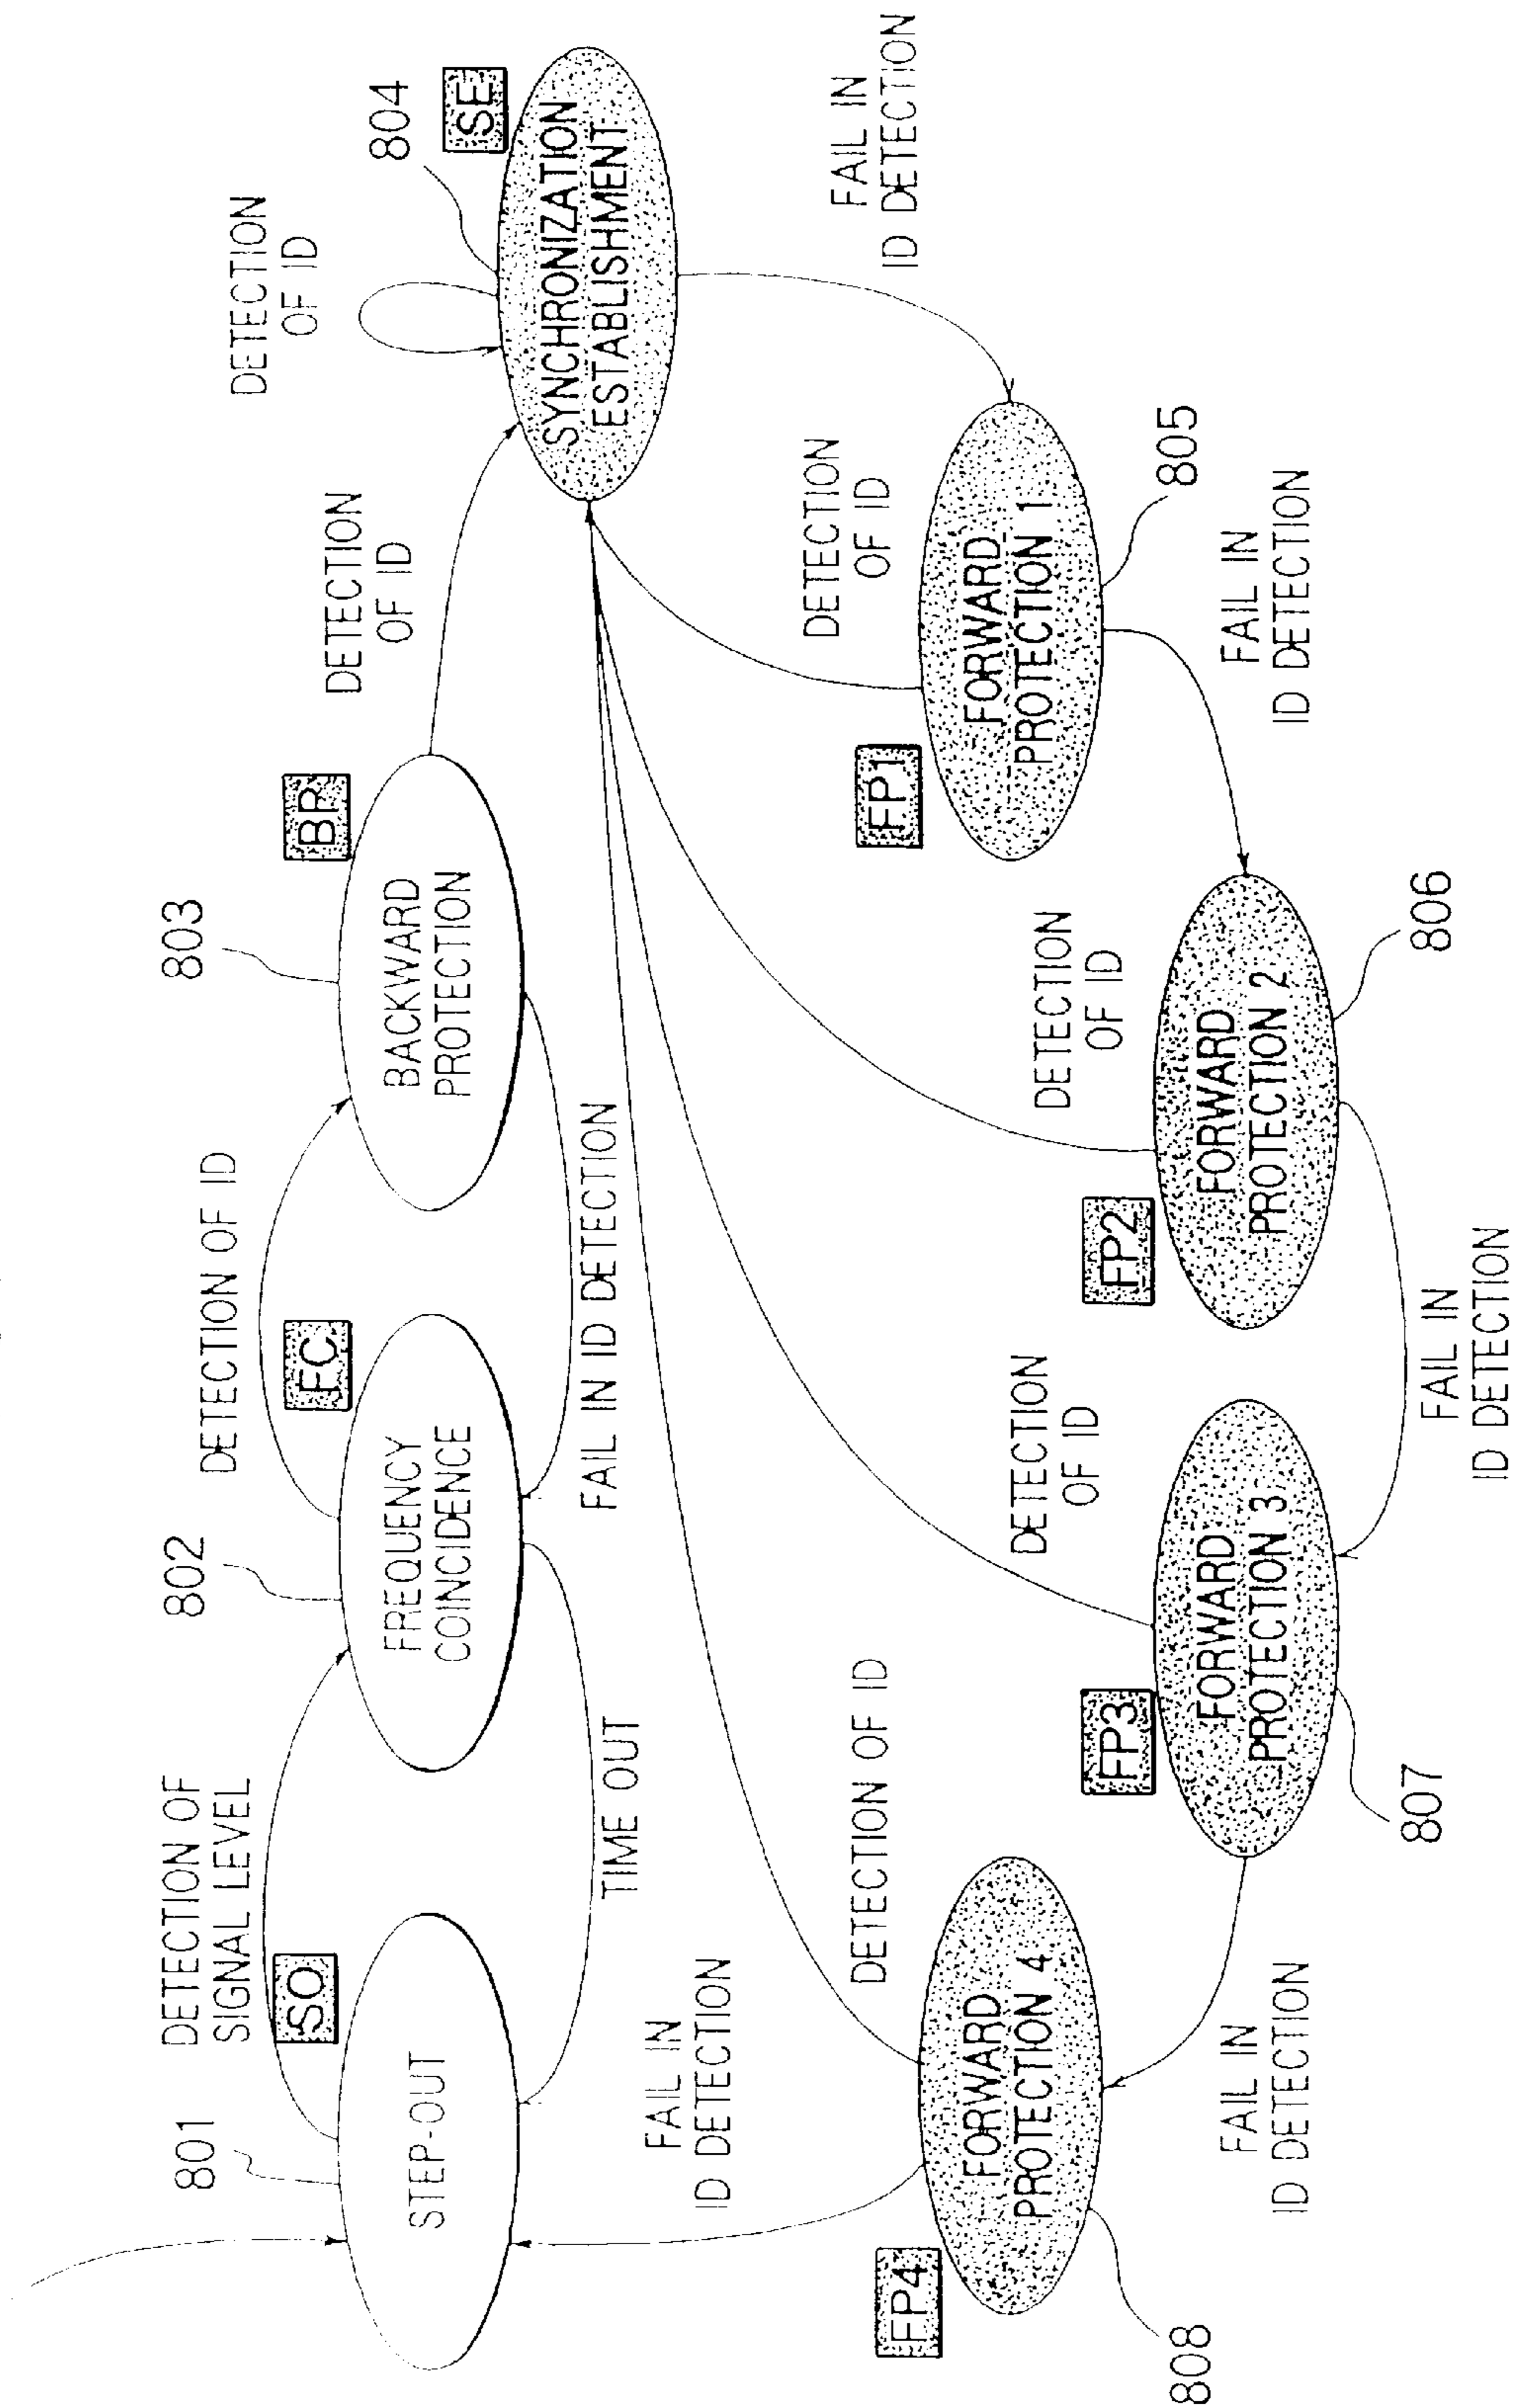 801
STEP-OUT
SO
DETECTION OF
SIGNAL LEVEL
802
FREQUENCY
COINCIDENCE
FC
TIME OUT
DETECTION OF ID
803
BACKWARD
PROTECTION
BP
FAIL IN ID DETECTION
DETECTION
OF ID
DETECTION
OF ID
804
SE
SYNCHRONIZATION
ESTABLISHMENT
FAIL IN
ID DETECTION
FAIL IN
ID DETECTION
FP4
FORWARD
PROTECTION 4
808
DETECTION OF ID
FAIL IN
ID DETECTION
FP3
FORWARD
PROTECTION 3
807
DETECTION
OF ID
FAIL IN
ID DETECTION
FP2
FORWARD
PROTECTION 2
806
DETECTION
OF ID
FAIL IN
ID DETECTION
FP1
FORWARD
PROTECTION 1
805
DETECTION
OF ID